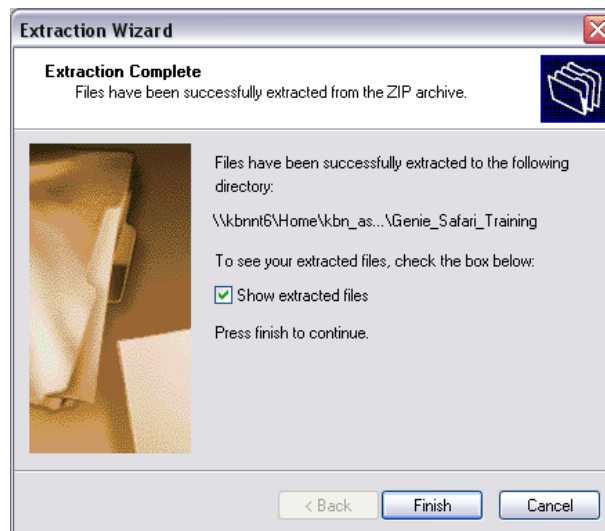 Extraction Wizard
Extraction Complete
Files have been successfully extracted from the ZIP archive.
Files have been successfully extracted to the following
directory:
\\kbnnt6\Home\kbn_as...\Genie_Safari_Training
To see your extracted files, check the box below:
Show extracted files
Press finish to continue.
< Back Finish Cancel